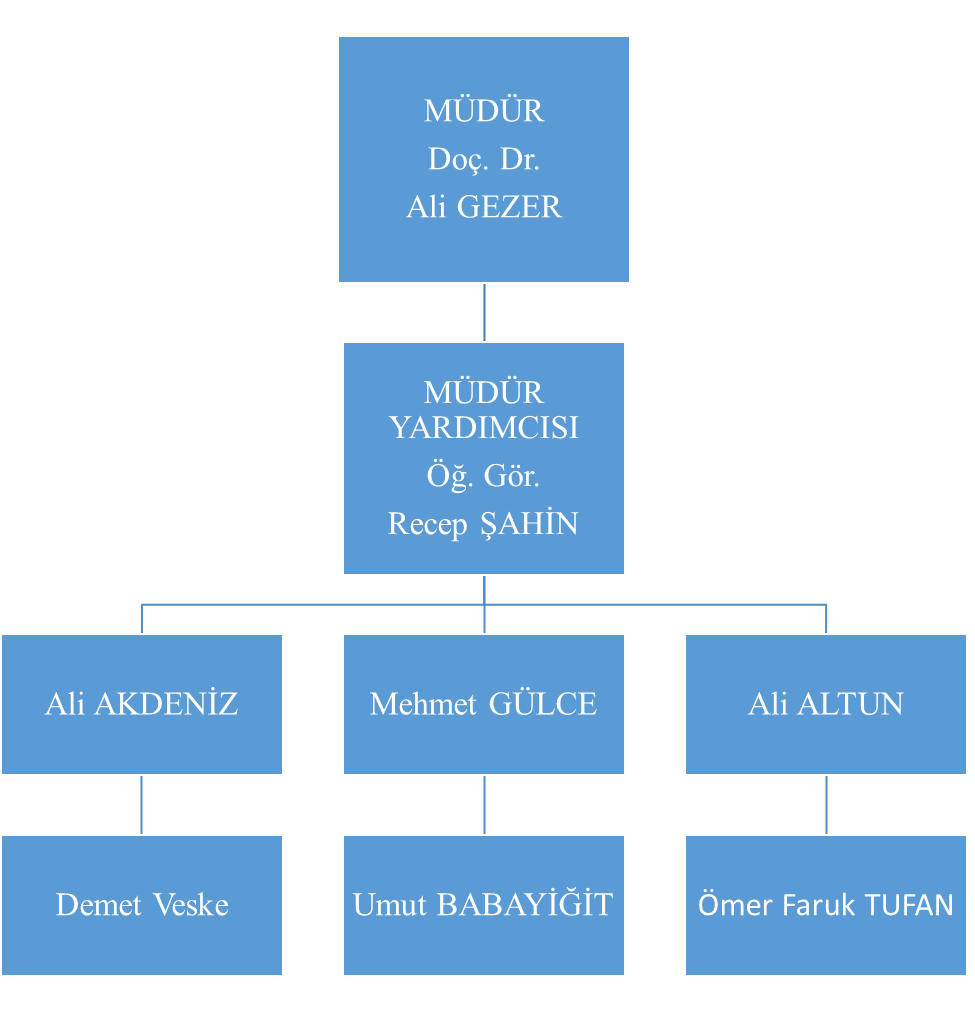 MÜDÜR
Doç. Dr.
Ali GEZER
MÜDÜR
YARDIMCISI
Öğ. Gör.
Recep ŞAHİN
Ali AKDENİZ
Mehmet GÜLCE
Ali ALTUN
Demet Veske
Umut BABAYİĞİT
Ömer Faruk TUFAN